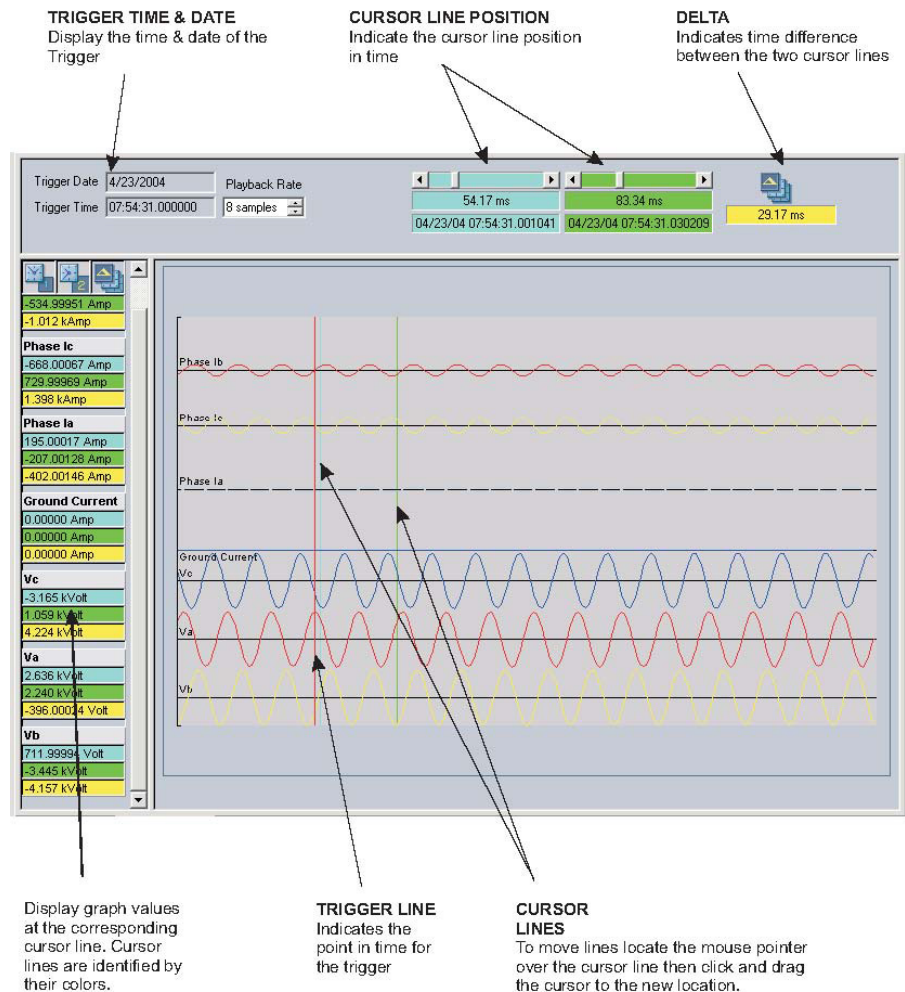 TRIGGER TIME & DATE
Display the time & date of the
Trigger
CURSOR LINE POSITION
Indicate the cursor line position
in time
DELTA
Indicates time difference
between the two cursor lines
Trigger Date 4/23/2004
Playback Rate
Trigger Time 07:54:31.000000
8 samples
54.17 ms
04/23/04 07:54:31.001041
83.34 ms
04/23/04 07:54:31.030209
29.17 ms
1
2
-534.99951 Amp
-1.012 kAmp
Phase Ic
-668.00067 Amp
729.99969 Amp
1.398 kAmp
Phase Ia
195.00017 Amp
-207.00128 Amp
-402.00146 Amp
Ground Current
0.00000 Amp
0.00000 Amp
0.00000 Amp
Vc
-3.165 kVolt
1.059 kVolt
4.224 kVolt
Va
2.636 kVolt
2.240 kVolt
-396.00024 Volt
Vb
711.99994 Volt
-3.445 kVolt
-4.157 kVolt
Phase Ib
Phase Ic
Phase Ia
Ground Current
Vc
Va
Vb
Display graph values
at the corresponding
cursor line. Cursor
lines are identified by
their colors.
TRIGGER LINE
Indicates the
point in time for
the trigger
CURSOR
LINES
To move lines locate the mouse pointer
over the cursor line then click and drag
the cursor to the new location.